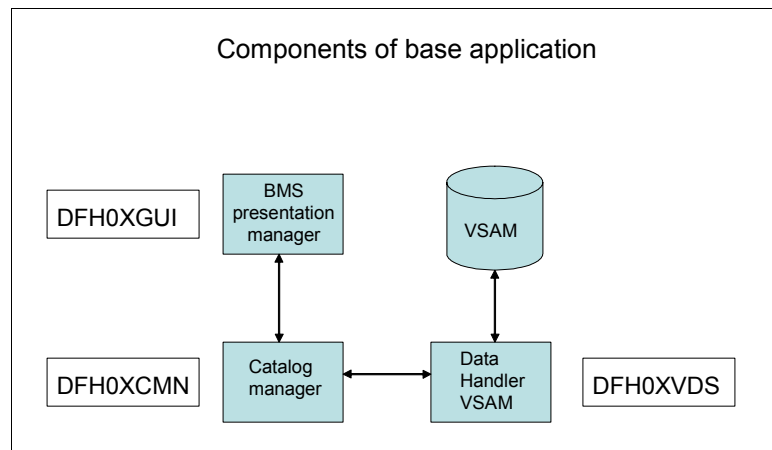 Components of base application
DFH0XGUI
BMS
presentation
manager
VSAM
DFH0XCMN
Catalog
manager
Data
Handler
VSAM
DFH0XVDS